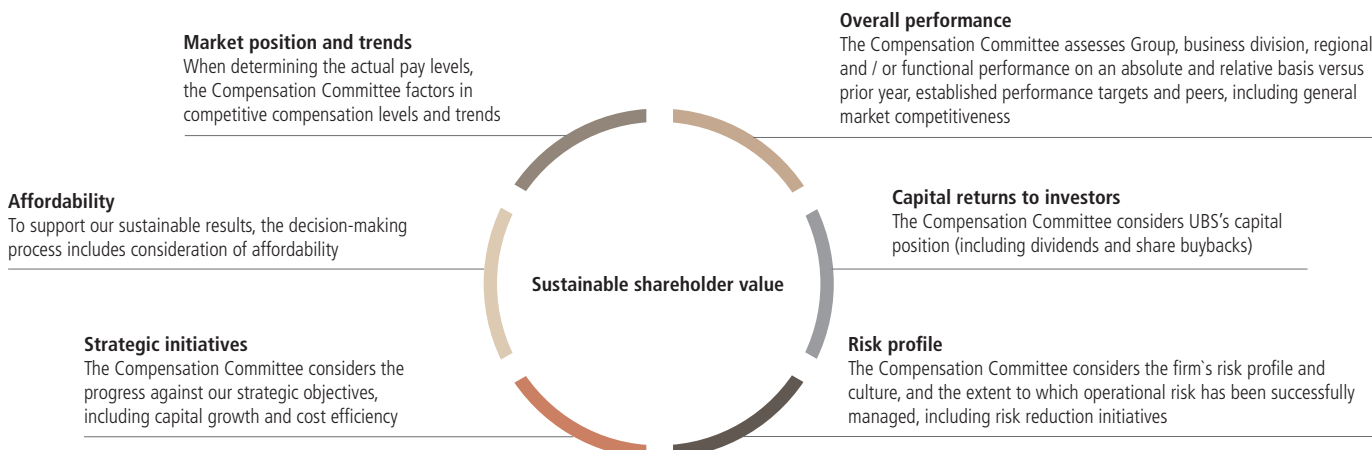 Market position and trends
When determining the actual pay levels,
the Compensation Committee factors in
competitive compensation levels and trends
Overall performance
The Compensation Committee assesses Group, business division, regional
and / or functional performance on an absolute and relative basis versus
prior year, established performance targets and peers, including general
market competitiveness
Affordability
To support our sustainable results, the decision-making
process includes consideration of affordability
Capital returns to investors
The Compensation Committee considers UBS's capital
position (including dividends and share buybacks)
Sustainable shareholder value
Strategic initiatives
The Compensation Committee considers the
progress against our strategic objectives,
including capital growth and cost efficiency
Risk profile
The Compensation Committee considers the firm`s risk profile and
culture, and the extent to which operational risk has been successfully
managed, including risk reduction initiatives